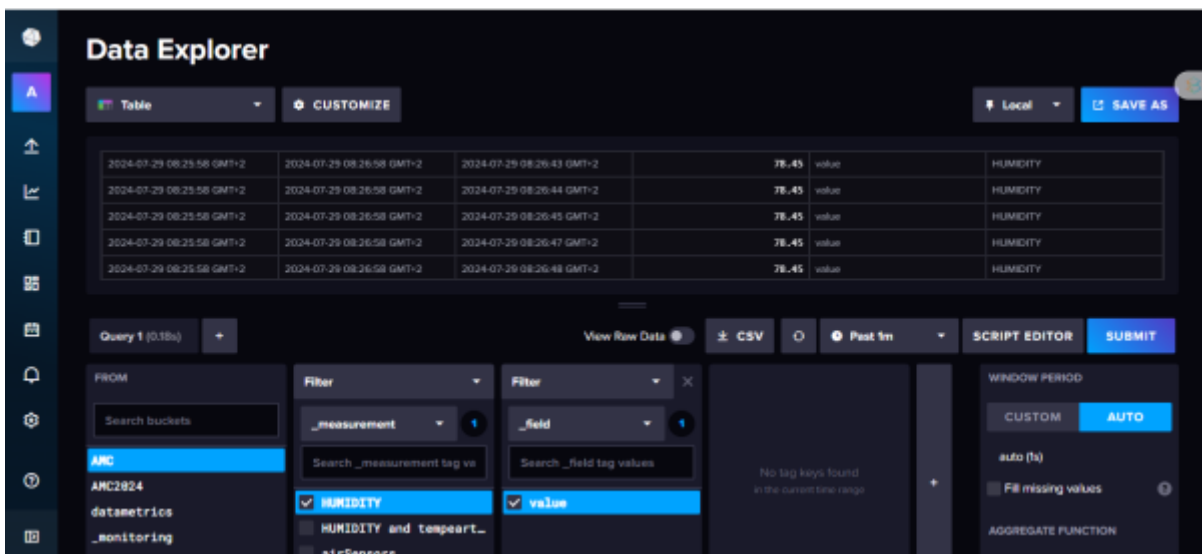 Data Explorer
A
Table
CUSTOMIZE
Local
SAVE AS
2024-07-29 08:25:58 GMT+2 2024-07-29 08:26:58 GMT+2 2024-07-29 08:26:43 GMT+2 78.45 value HUMIDITY
2024-07-29 08:25:58 GMT+2 2024-07-29 08:26:58 GMT+2 2024-07-29 08:26:44 GMT+2 78.45 value HUMIDITY
2024-07-29 08:25:58 GMT+2 2024-07-29 08:26:58 GMT+2 2024-07-29 08:26:45 GMT+2 78.45 value HUMIDITY
2024-07-29 08:25:58 GMT+2 2024-07-29 08:26:58 GMT+2 2024-07-29 08:26:47 GMT+2 78.45 value HUMIDITY
2024-07-29 08:25:58 GMT+2 2024-07-29 08:26:58 GMT+2 2024-07-29 08:26:48 GMT+2 78.45 value HUMIDITY
Query 1 (0.18s) +
View Raw Data
CSV
Past 1m
SCRIPT EDITOR
SUBMIT
FROM
Search buckets
AMC
AMC2024
datametrics
_monitoring
Filter
_measurement 1
Search _measurement tag va
HUMIDITY
HUMIDITY and tempeart…
airSensors
Filter
_field 1
Search _field tag values
value
No tag keys found
in the current time range
+
WINDOW PERIOD
CUSTOM AUTO
auto (1s)
Fill missing values
AGGREGATE FUNCTION